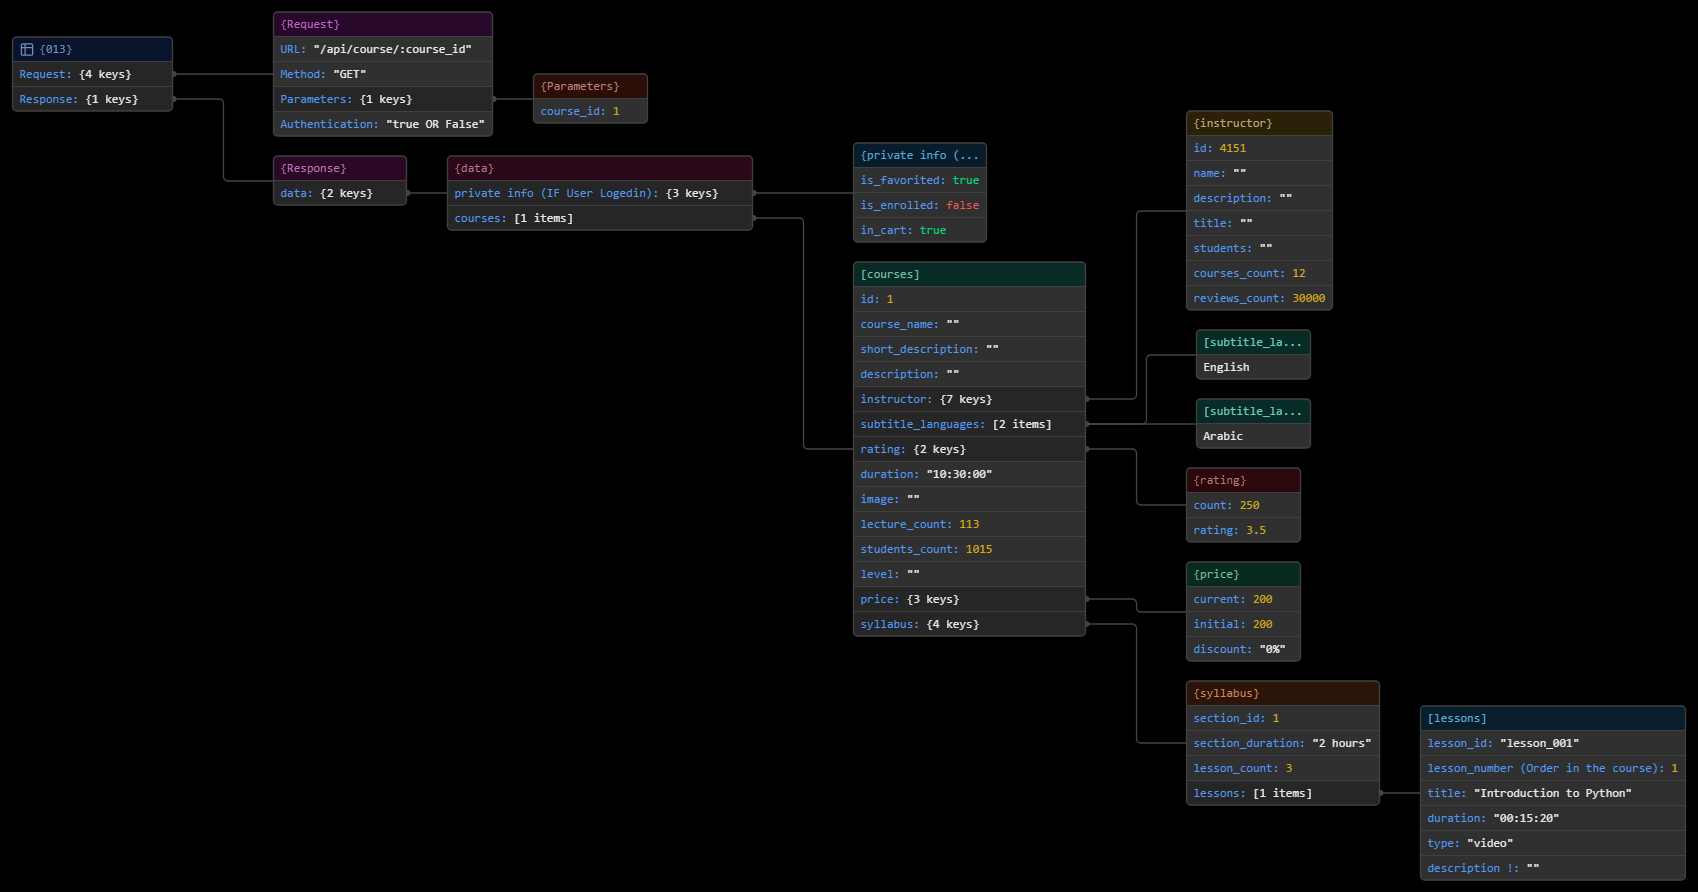 {013}
Request: {4 keys}
Response: {1 keys}
{Request}
URL: "/api/course/:course_id"
Method: "GET"
Parameters: {1 keys}
Authentication: "true OR False"
{Parameters}
course_id: 1
{Response}
data: {2 keys}
{data}
private info (IF User Logedin): {3 keys}
courses: [1 items]
{private info (...
is_favorited: true
is_enrolled: false
in_cart: true
[courses]
id: 1
course_name: ""
short_description: ""
description: ""
instructor: {7 keys}
subtitle_languages: [2 items]
rating: {2 keys}
duration: "10:30:00"
image: ""
lecture_count: 113
students_count: 1015
level: ""
price: {3 keys}
syllabus: {4 keys}
{instructor}
id: 4151
name: ""
description: ""
title: ""
students: ""
courses_count: 12
reviews_count: 30000
[subtitle_la...
English
[subtitle_la...
Arabic
{rating}
count: 250
rating: 3.5
{price}
current: 200
initial: 200
discount: "0%"
{syllabus}
section_id: 1
section_duration: "2 hours"
lesson_count: 3
lessons: [1 items]
[lessons]
lesson_id: "lesson_001"
lesson_number (Order in the course): 1
title: "Introduction to Python"
duration: "00:15:20"
type: "video"
description !: ""